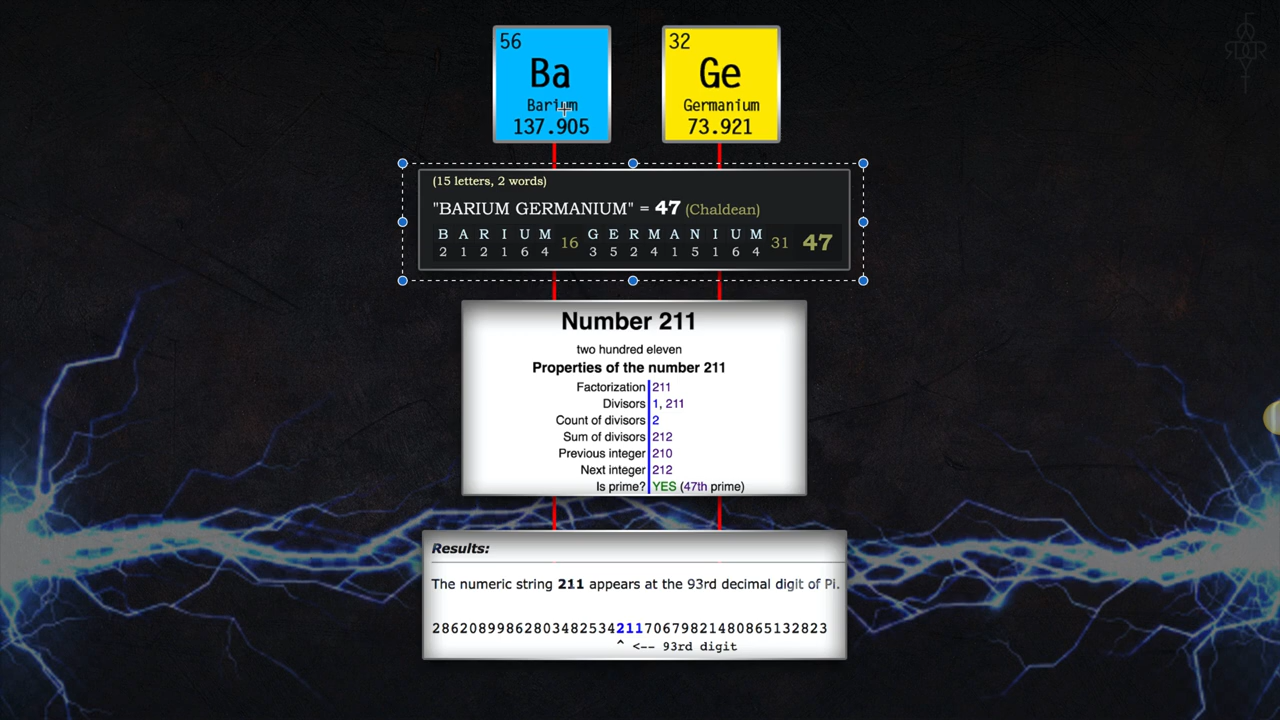 56
Ba
Barium
137.905
32
Ge
Germanium
73.921
(15 letters, 2 words)
"BARIUM GERMANIUM" = 47 (Chaldean)
B A R I U M 16 G E R M A N I U M 31 47
2 1 2 1 6 4 3 5 2 4 1 5 1 6 4
Number 211
two hundred eleven
Properties of the number 211
Factorization 211
Divisors 1, 211
Count of divisors 2
Sum of divisors 212
Previous integer 210
Next integer 212
Is prime? YES (47th prime)
Results:
The numeric string 211 appears at the 93rd decimal digit of Pi.
2862089986280348253421170679821480865132823
^ <-- 93rd digit